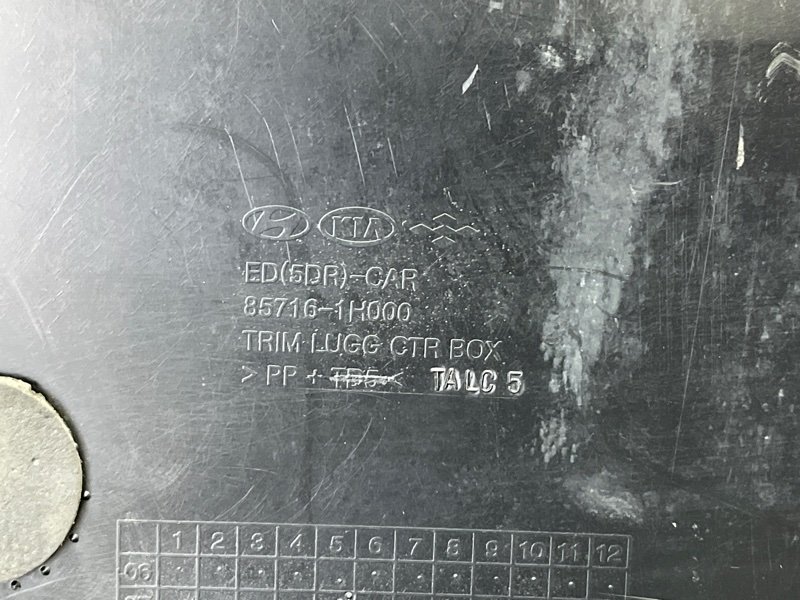 KIA
ED(5DR)-CAR
85716-1H000
TRIM LUGG CTR BOX
> PP + TD5 < TALC 5
1 2 3 4 5 6 7 8 9 10 11 12
06